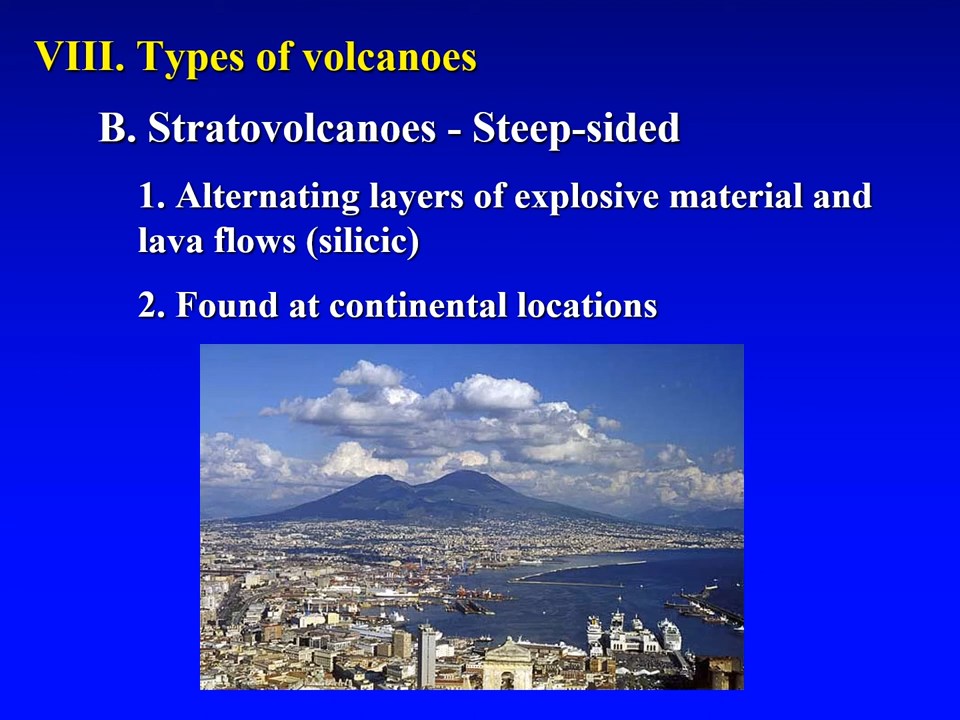 VIII. Types of volcanoes
B. Stratovolcanoes - Steep-sided
1. Alternating layers of explosive material and
lava flows (silicic)
2. Found at continental locations